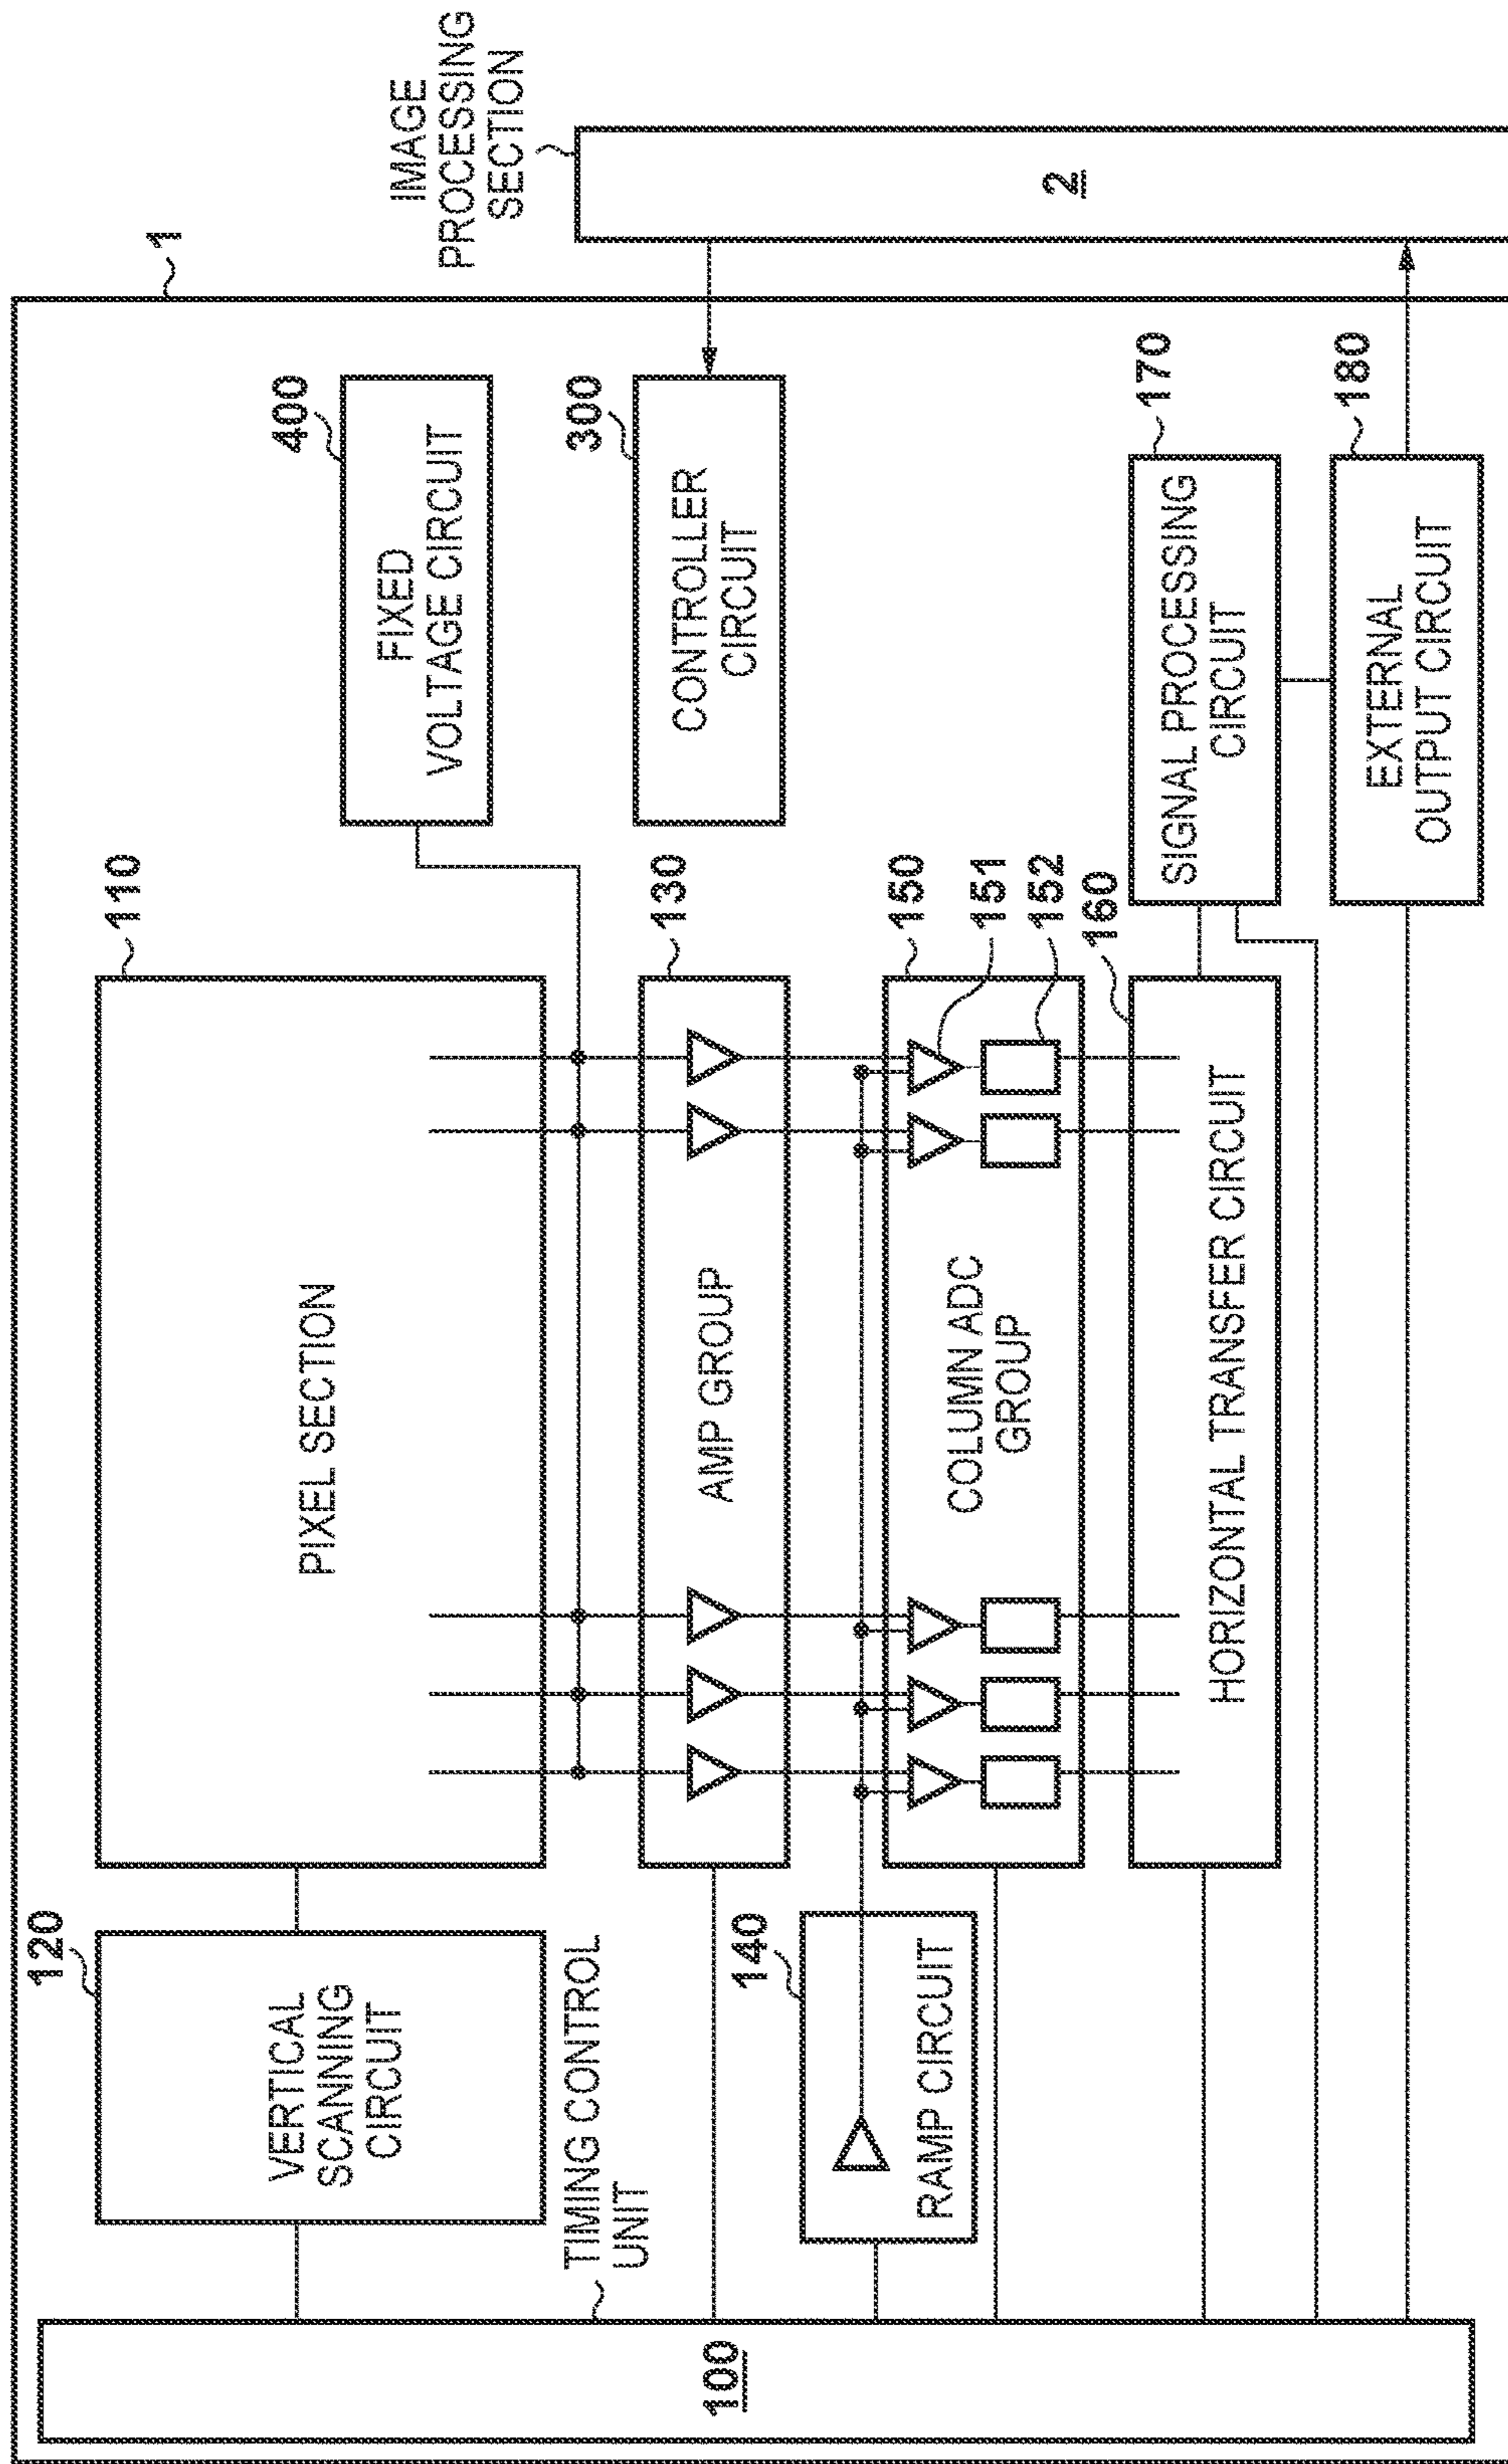 1
IMAGE
PROCESSING
SECTION
2
120
VERTICAL
SCANNING
CIRCUIT
110
PIXEL SECTION
400
FIXED
VOLTAGE CIRCUIT
TIMING CONTROL
UNIT
100
130
AMP GROUP
300
CONTROLLER
CIRCUIT
140
RAMP CIRCUIT
150
151
152
COLUMN ADC
GROUP
160
HORIZONTAL TRANSFER CIRCUIT
170
SIGNAL PROCESSING
CIRCUIT
180
EXTERNAL
OUTPUT CIRCUIT